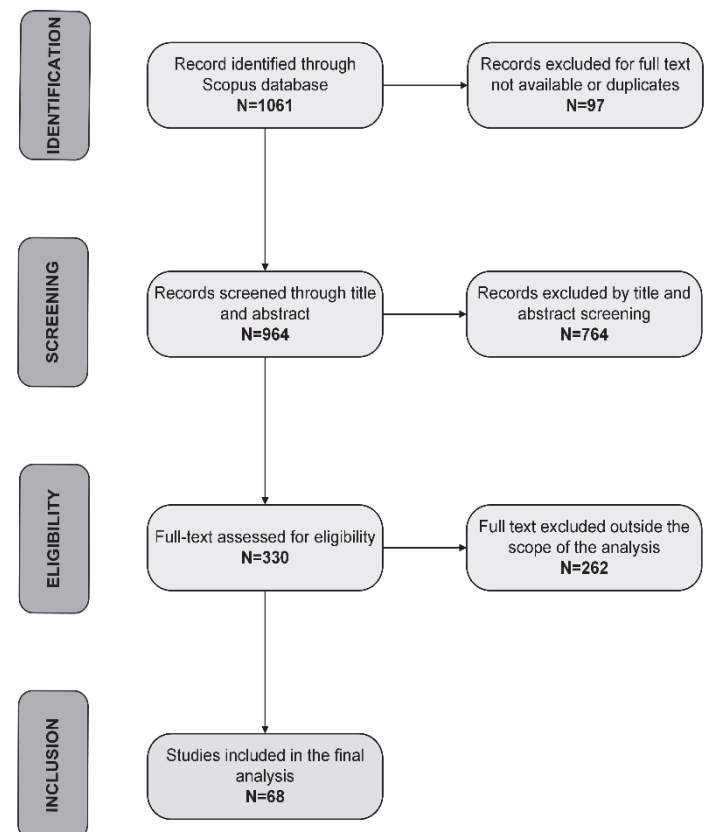 IDENTIFICATION
Record identified through
Scopus database
N=1061
Records excluded for full text
not available or duplicates
N=97
SCREENING
Records screened through title
and abstract
N=964
Records excluded by title and
abstract screening
N=764
ELIGIBILITY
Full-text assessed for eligibility
N=330
Full text excluded outside the
scope of the analysis
N=262
INCLUSION
Studies included in the final
analysis
N=68